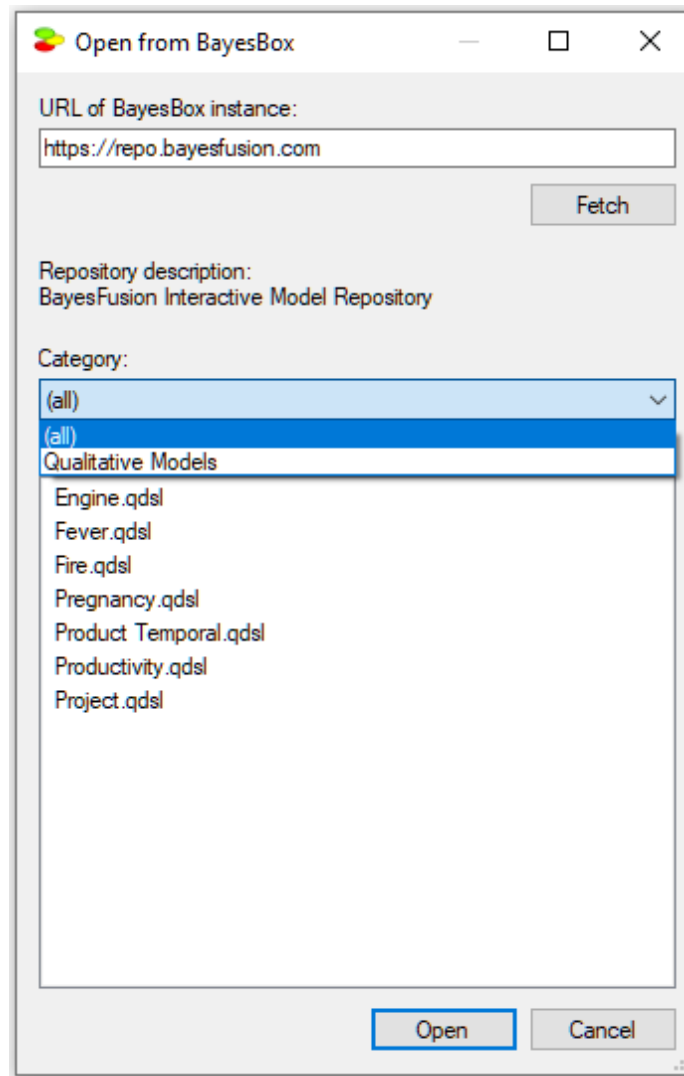 Open from BayesBox
URL of BayesBox instance:
https://repo.bayesfusion.com
Fetch
Repository description:
BayesFusion Interactive Model Repository
Category:
(all)
(all)
Qualitative Models
Engine.qdsl
Fever.qdsl
Fire.qdsl
Pregnancy.qdsl
Product Temporal.qdsl
Productivity.qdsl
Project.qdsl
Open Cancel